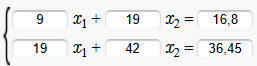 9 x₁ + 19 x₂ = 16,8
19 x₁ + 42 x₂ = 36,45